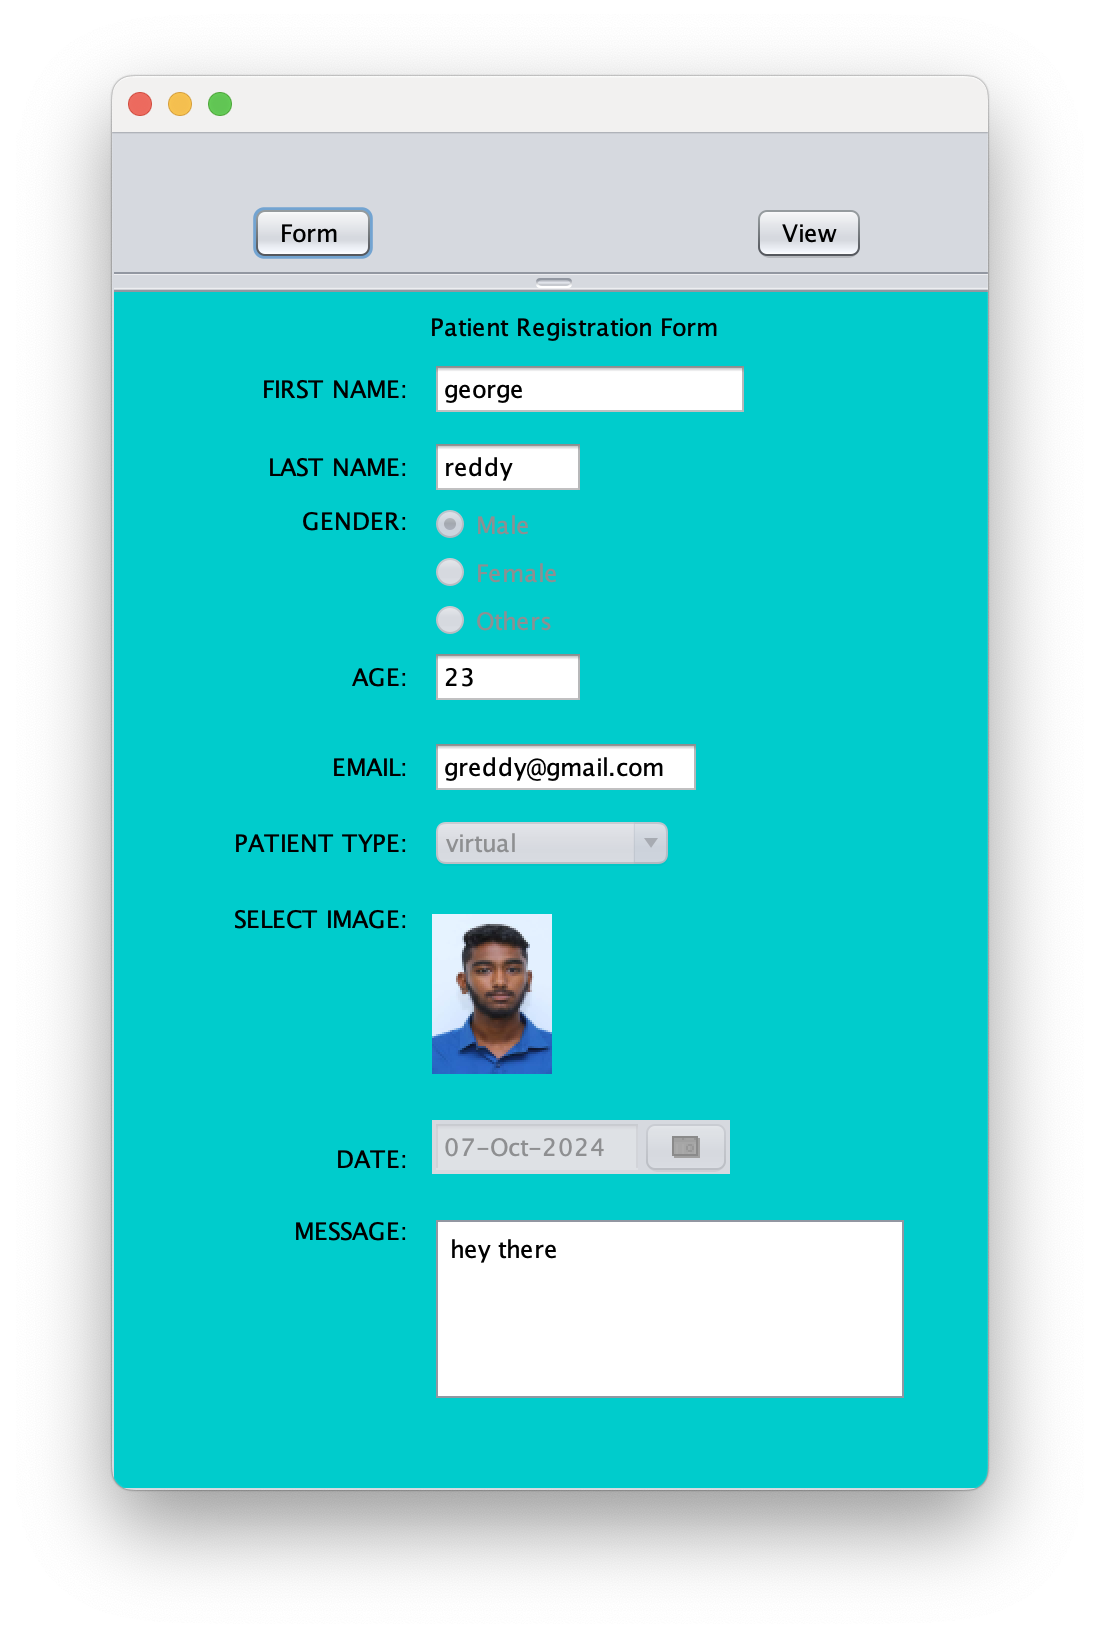 Form View
Patient Registration Form
FIRST NAME: george
LAST NAME: reddy
GENDER: Male
Female
Others
AGE: 23
EMAIL: greddy@gmail.com
PATIENT TYPE: virtual
SELECT IMAGE:
DATE: 07-Oct-2024
MESSAGE: hey there